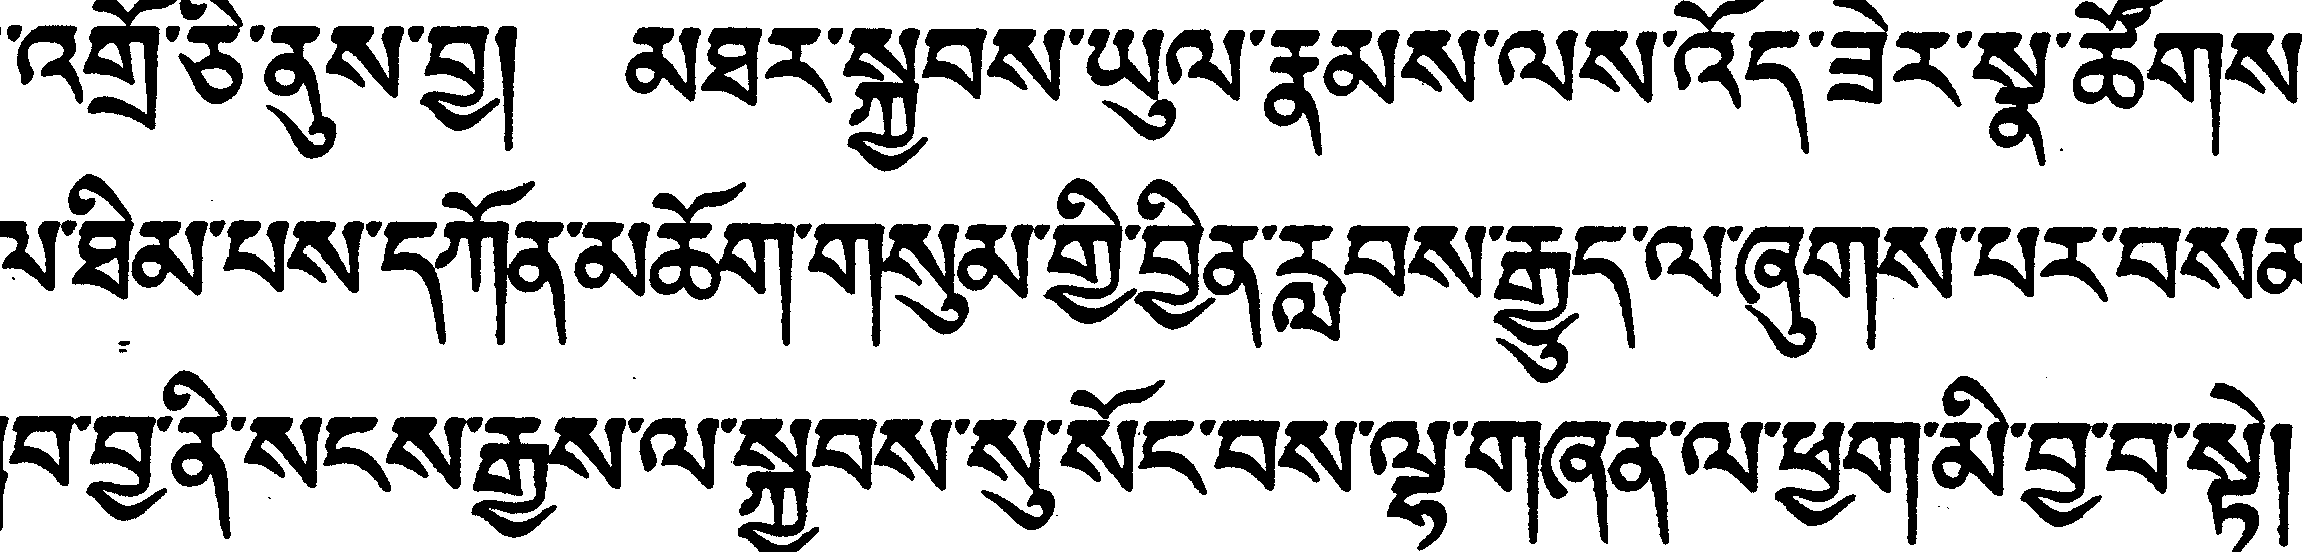 འགྲོ་ཅི་ནུས་བྱ། མཐར་སྐྱབས་ཡུལ་རྣམས་ལས་འོད་ཟེར་སྣ་ཚོགས
ལ་ཐིམ་པས་དཀོན་མཆོག་གསུམ་གྱི་བྱིན་རླབས་རྒྱུད་ལ་ཞུགས་པར་བསམ
བ་བྱ་ནི་སངས་རྒྱས་ལ་སྐྱབས་སུ་སོང་བས་ལྷ་གཞན་ལ་ཕྱག་མི་བྱ་བ་སྟེ།